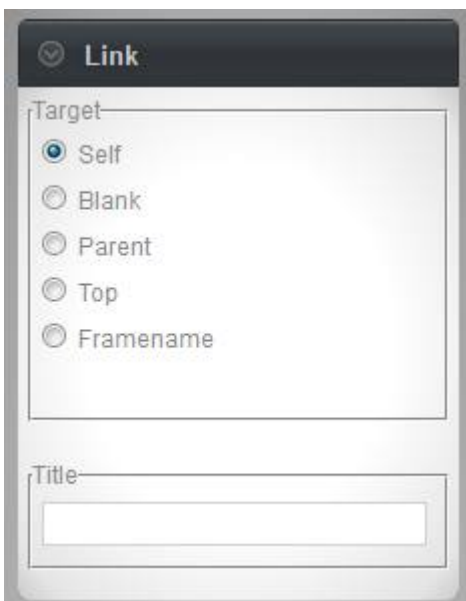 Link
Target
Self
Blank
Parent
Top
Framename
Title